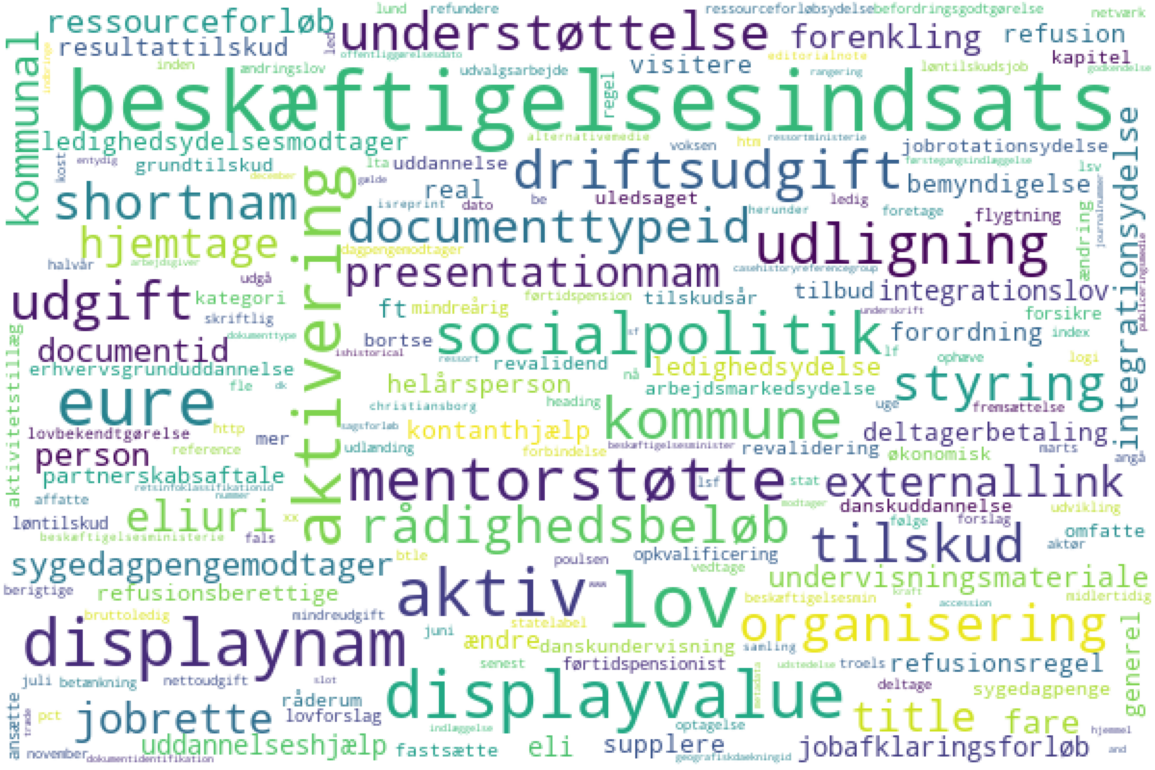 lund refundere ressourceforløbsydelse befordringsgodtgørelse
ressourceforløb understøttelse forenkling refusion netværk
resultattilskud led offentliggørelsesdato visitere editorialnote kapitel
kommunal indbringe inden ændringslov udvalgsarbejde regel rangering løntilskudsjob godkendelse
beskæftigelsesindsats
ledighedsydelsesmodtager alternativemedie ressortministerie
kost entydig grundtilskud lta uddannelse voksen htm jobrotationsydelse
aktivering driftsudgift førstegangsindlæggelse lsv integrationsydelse
shortnam december gælde real isreprint dato be uledsaget ledig bemyndigelse
documenttypeid herunder foretage flygtning ændring journalnummer
hjemtage dagpengemodtager udligning
halvår arbejdsgiver presentationnam casehistoryreferencegroup publiceringsmedie
udgift udgå kategori ft mindreårig førtidspension tilskudsår tilbud integrationslov
skriftlig dokumenttype socialpolitik underskrift forsikre
documentid bortse forordning index
aktivitetstillæg ishistorical ressort sf lf
erhvervsgrunduddannelse revalidend ledighedsydelse ophæve logi
fle dk helårsperson heading nå arbejdsmarkedsydelse styring
eure christiansborg kommune uge fremsættelse
lovbekendtgørelse http sagsforløb kontanthjælp deltagerbetaling
person mer reference udlænding forbindelse beskæftigelsesminister revalidering økonomisk marts angå
partnerskabsaftale mentorstøtte lsf stat externallink
affatte retsinfoklassifikationid nummer modtager danskuddannelse udvikling
løntilskud eliuri xx rådighedsbeløb følge forslag omfatte
beskæftigelsesministerie fals tilskud aktør
sygedagpengemodtager btle poulsen opkvalificering
berigtige refusionsberettige aktiv www vedtage undervisningsmateriale
lov beskæftigelsesmin kraft accession midlertidig
bruttoledig mindreudgift statelabel organisering
displaynam juni ændre danskundervisning samling generel
senest førtidspensionist udstedelse troels refusionsregel
juli betænkning nettoudgift slot metadata deltage sygedagpenge
ansætte trade pct råderum displayvalue
jobrette lovforslag title fare
indlæggelse optagelse hjemmel
november uddannelseshjælp fastsætte eli supplere jobafklaringsforløb and
dokumentidentifikation geografiskdaekningid